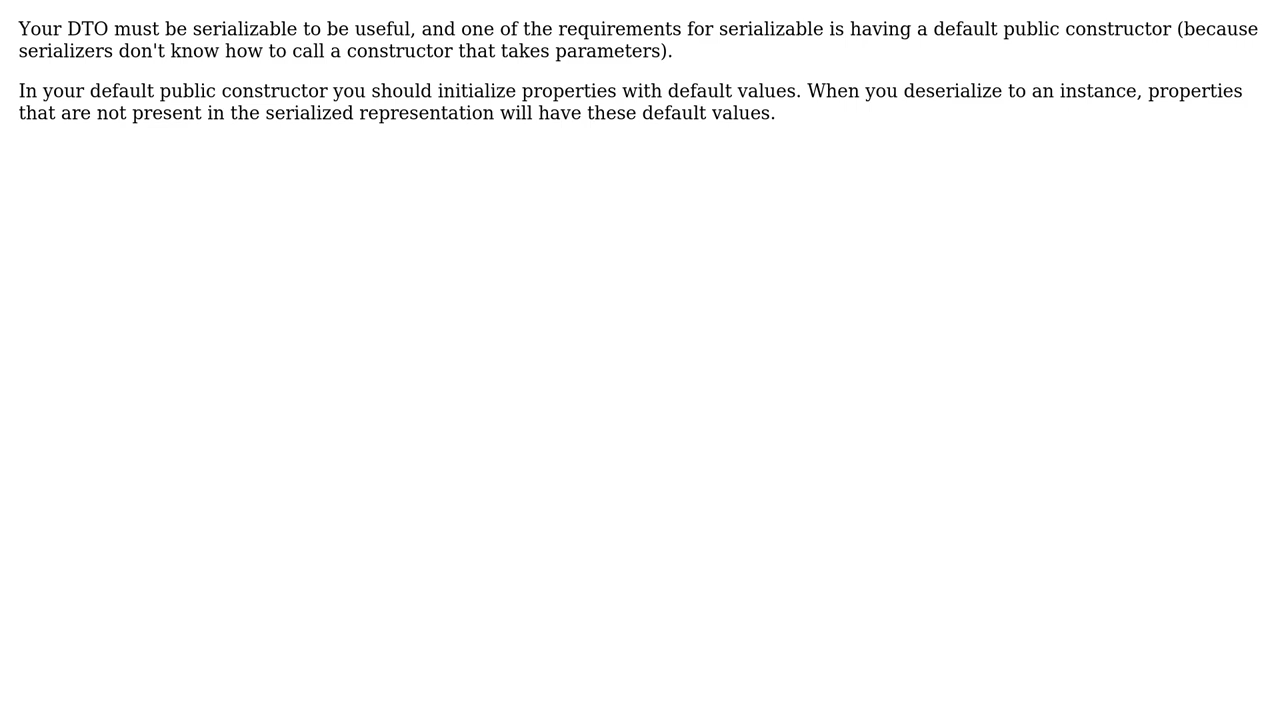 Your DTO must be serializable to be useful, and one of the requirements for serializable is having a default public constructor (because
serializers don't know how to call a constructor that takes parameters).
In your default public constructor you should initialize properties with default values. When you deserialize to an instance, properties
that are not present in the serialized representation will have these default values.